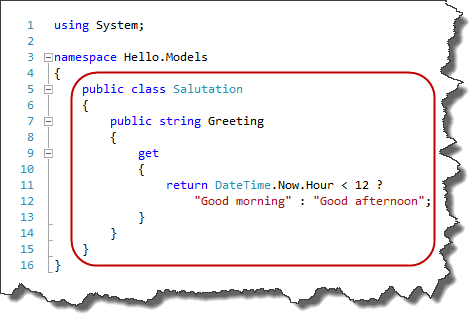 1 using System;
2
3 namespace Hello.Models
4 {
5 public class Salutation
6 {
7 public string Greeting
8 {
9 get
10 {
11 return DateTime.Now.Hour < 12 ?
12 "Good morning" : "Good afternoon";
13 }
14 }
15 }
16 }